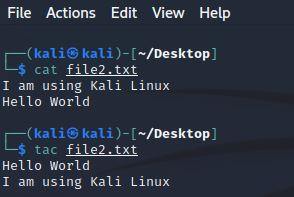 File Actions Edit View Help
┌──(kali㉿kali)-[~/Desktop]
└─$ cat file2.txt
I am using Kali Linux
Hello World
┌──(kali㉿kali)-[~/Desktop]
└─$ tac file2.txt
Hello World
I am using Kali Linux